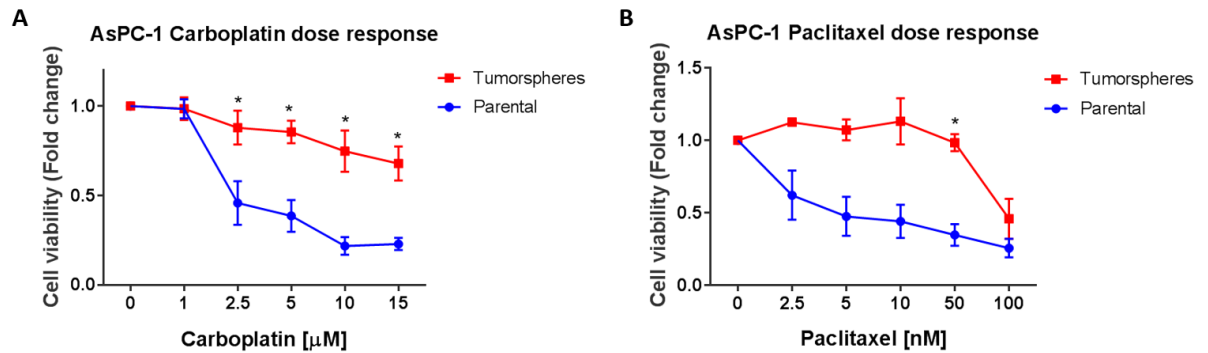 A
AsPC-1 Carboplatin dose response
Cell viability (Fold change)
1.0
0.5
0.0
* * * *
Tumorspheres
Parental
0 1 2.5 5 10 15
Carboplatin [μM]
B
AsPC-1 Paclitaxel dose response
Cell viability (Fold change)
1.5
1.0
0.5
0.0
*
Tumorspheres
Parental
0 2.5 5 10 50 100
Paclitaxel [nM]